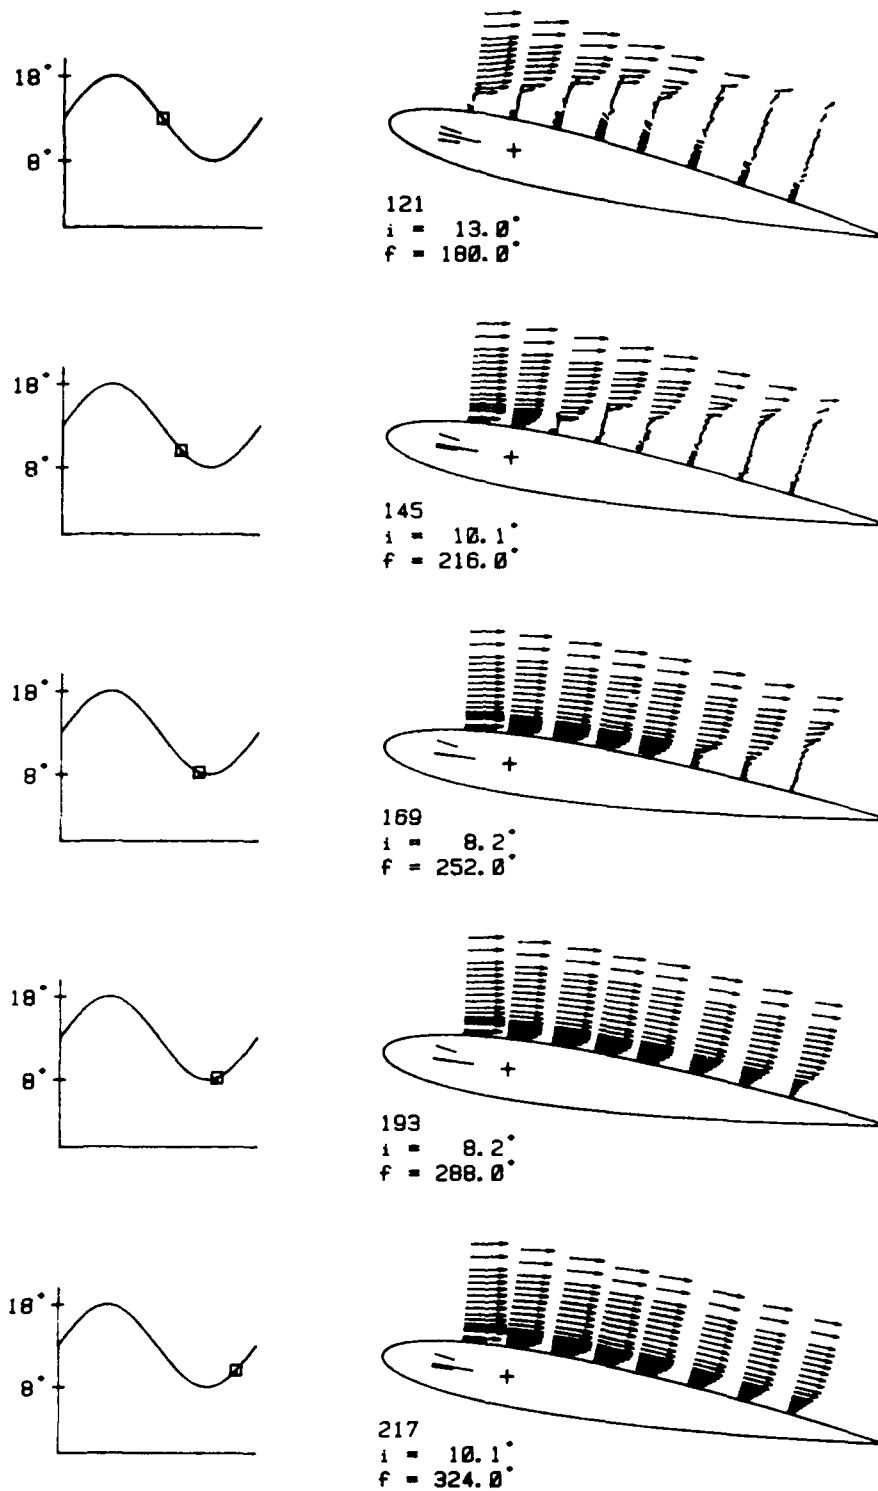 18°
8°
121
i = 13.0°
f = 180.0°
18°
8°
145
i = 10.1°
f = 216.0°
18°
8°
169
i = 8.2°
f = 252.0°
18°
8°
193
i = 8.2°
f = 288.0°
18°
8°
217
i = 10.1°
f = 324.0°